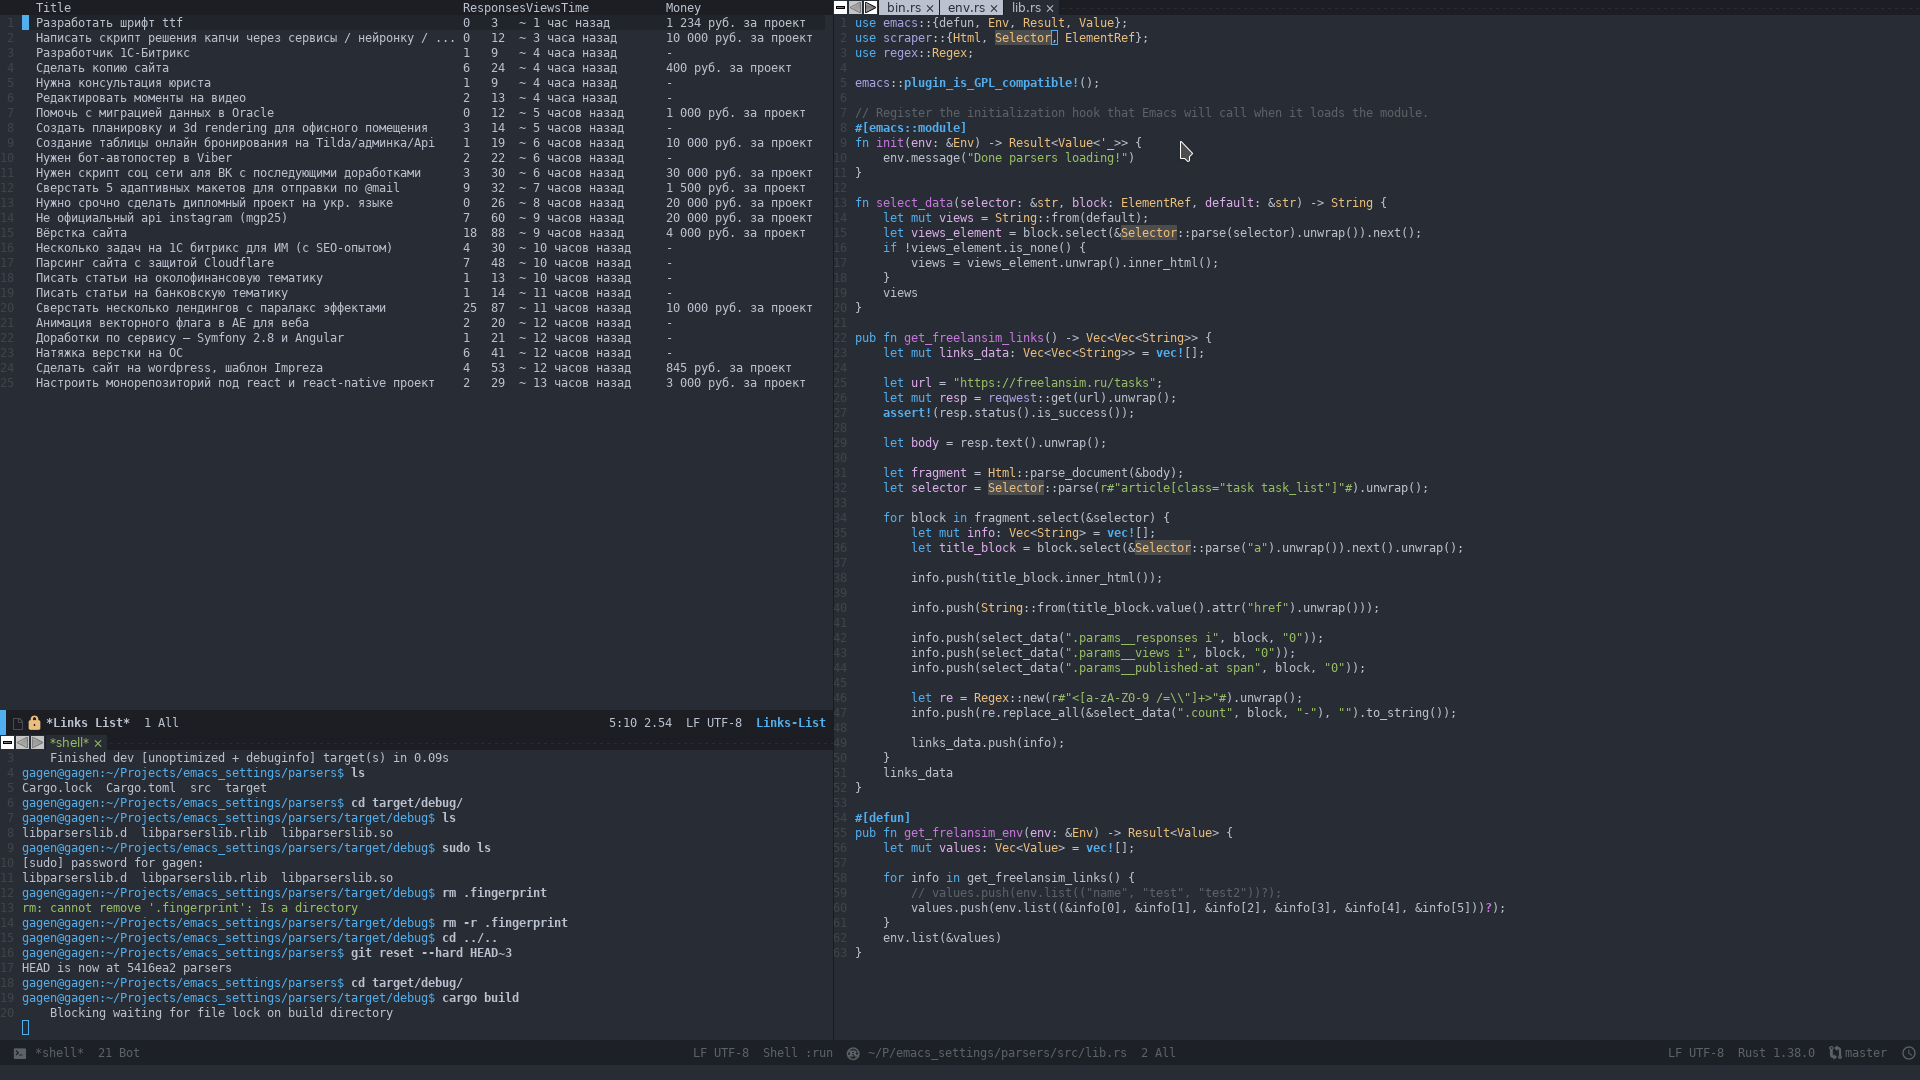 Title ResponsesViewsTime Money
1 Разработать шрифт ttf 0 3 ~ 1 час назад 1 234 руб. за проект
2 Написать скрипт решения капчи через сервисы / нейронку / ... 0 12 ~ 3 часа назад 10 000 руб. за проект
3 Разработчик 1С-Битрикс 1 9 ~ 4 часа назад -
4 Сделать копию сайта 6 24 ~ 4 часа назад 400 руб. за проект
5 Нужна консультация юриста 1 9 ~ 4 часа назад -
6 Редактировать моменты на видео 2 13 ~ 4 часа назад -
7 Помочь с миграцией данных в Oracle 0 12 ~ 5 часов назад 1 000 руб. за проект
8 Создать планировку и 3d rendering для офисного помещения 3 14 ~ 5 часов назад -
9 Создание таблицы онлайн бронирования на Tilda/админка/Api 1 19 ~ 6 часов назад 10 000 руб. за проект
10 Нужен бот-автопостер в Viber 2 22 ~ 6 часов назад -
11 Нужен скрипт соц сети аля ВК с последующими доработками 3 30 ~ 6 часов назад 30 000 руб. за проект
12 Сверстать 5 адаптивных макетов для отправки по @mail 9 32 ~ 7 часов назад 1 500 руб. за проект
13 Нужно срочно сделать дипломный проект на укр. языке 0 26 ~ 8 часов назад 20 000 руб. за проект
14 Не официальный api instagram (mgp25) 7 60 ~ 9 часов назад 20 000 руб. за проект
15 Вёрстка сайта 18 88 ~ 9 часов назад 4 000 руб. за проект
16 Несколько задач на 1С битрикс для ИМ (с SEO-опытом) 4 30 ~ 10 часов назад -
17 Парсинг сайта с защитой Cloudflare 7 48 ~ 10 часов назад -
18 Писать статьи на околофинансовую тематику 1 13 ~ 10 часов назад -
19 Писать статьи на банковскую тематику 1 14 ~ 11 часов назад -
20 Сверстать несколько лендингов с паралакс эффектами 25 87 ~ 11 часов назад 10 000 руб. за проект
21 Анимация векторного флага в АЕ для веба 2 20 ~ 12 часов назад -
22 Доработки по сервису — Symfony 2.8 и Angular 1 21 ~ 12 часов назад -
23 Натяжка верстки на ОС 6 41 ~ 12 часов назад -
24 Сделать сайт на wordpress, шаблон Impreza 4 53 ~ 12 часов назад 845 руб. за проект
25 Настроить монорепозиторий под react и react-native проект 2 29 ~ 13 часов назад 3 000 руб. за проект
*Links List* 1 All 5:10 2.54 LF UTF-8 Links-List
*shell* ×
3 Finished dev [unoptimized + debuginfo] target(s) in 0.09s
4 gagen@gagen:~/Projects/emacs_settings/parsers$ ls
5 Cargo.lock Cargo.toml src target
6 gagen@gagen:~/Projects/emacs_settings/parsers$ cd target/debug/
7 gagen@gagen:~/Projects/emacs_settings/parsers/target/debug$ ls
8 libparserslib.d libparserslib.rlib libparserslib.so
9 gagen@gagen:~/Projects/emacs_settings/parsers/target/debug$ sudo ls
10 [sudo] password for gagen:
11 libparserslib.d libparserslib.rlib libparserslib.so
12 gagen@gagen:~/Projects/emacs_settings/parsers/target/debug$ rm .fingerprint
13 rm: cannot remove '.fingerprint': Is a directory
14 gagen@gagen:~/Projects/emacs_settings/parsers/target/debug$ rm -r .fingerprint
15 gagen@gagen:~/Projects/emacs_settings/parsers/target/debug$ cd ../..
16 gagen@gagen:~/Projects/emacs_settings/parsers$ git reset --hard HEAD~3
17 HEAD is now at 5416ea2 parsers
18 gagen@gagen:~/Projects/emacs_settings/parsers$ cd target/debug/
19 gagen@gagen:~/Projects/emacs_settings/parsers/target/debug$ cargo build
20 Blocking waiting for file lock on build directory
*shell* 21 Bot LF UTF-8 Shell :run
bin.rs × env.rs × lib.rs ×
1 use emacs::{defun, Env, Result, Value};
2 use scraper::{Html, Selector, ElementRef};
3 use regex::Regex;
4
5 emacs::plugin_is_GPL_compatible!();
6
7 // Register the initialization hook that Emacs will call when it loads the module.
8 #[emacs::module]
9 fn init(env: &Env) -> Result<Value<'_>> {
10 env.message("Done parsers loading!")
11 }
12
13 fn select_data(selector: &str, block: ElementRef, default: &str) -> String {
14 let mut views = String::from(default);
15 let views_element = block.select(&Selector::parse(selector).unwrap()).next();
16 if !views_element.is_none() {
17 views = views_element.unwrap().inner_html();
18 }
19 views
20 }
21
22 pub fn get_freelansim_links() -> Vec<Vec<String>> {
23 let mut links_data: Vec<Vec<String>> = vec![];
24
25 let url = "https://freelansim.ru/tasks";
26 let mut resp = reqwest::get(url).unwrap();
27 assert!(resp.status().is_success());
28
29 let body = resp.text().unwrap();
30
31 let fragment = Html::parse_document(&body);
32 let selector = Selector::parse(r#"article[class="task task_list"]"#).unwrap();
33
34 for block in fragment.select(&selector) {
35 let mut info: Vec<String> = vec![];
36 let title_block = block.select(&Selector::parse("a").unwrap()).next().unwrap();
37
38 info.push(title_block.inner_html());
39
40 info.push(String::from(title_block.value().attr("href").unwrap()));
41
42 info.push(select_data(".params__responses i", block, "0"));
43 info.push(select_data(".params__views i", block, "0"));
44 info.push(select_data(".params__published-at span", block, "0"));
45
46 let re = Regex::new(r#"<[a-zA-Z0-9 /=\\"]+>"#).unwrap();
47 info.push(re.replace_all(&select_data(".count", block, "-"), "").to_string());
48
49 links_data.push(info);
50 }
51 links_data
52 }
53
54 #[defun]
55 pub fn get_frelansim_env(env: &Env) -> Result<Value> {
56 let mut values: Vec<Value> = vec![];
57
58 for info in get_freelansim_links() {
59 // values.push(env.list(("name", "test", "test2"))?);
60 values.push(env.list((&info[0], &info[1], &info[2], &info[3], &info[4], &info[5]))?);
61 }
62 env.list(&values)
63 }
~/P/emacs_settings/parsers/src/lib.rs 2 All LF UTF-8 Rust 1.38.0 master